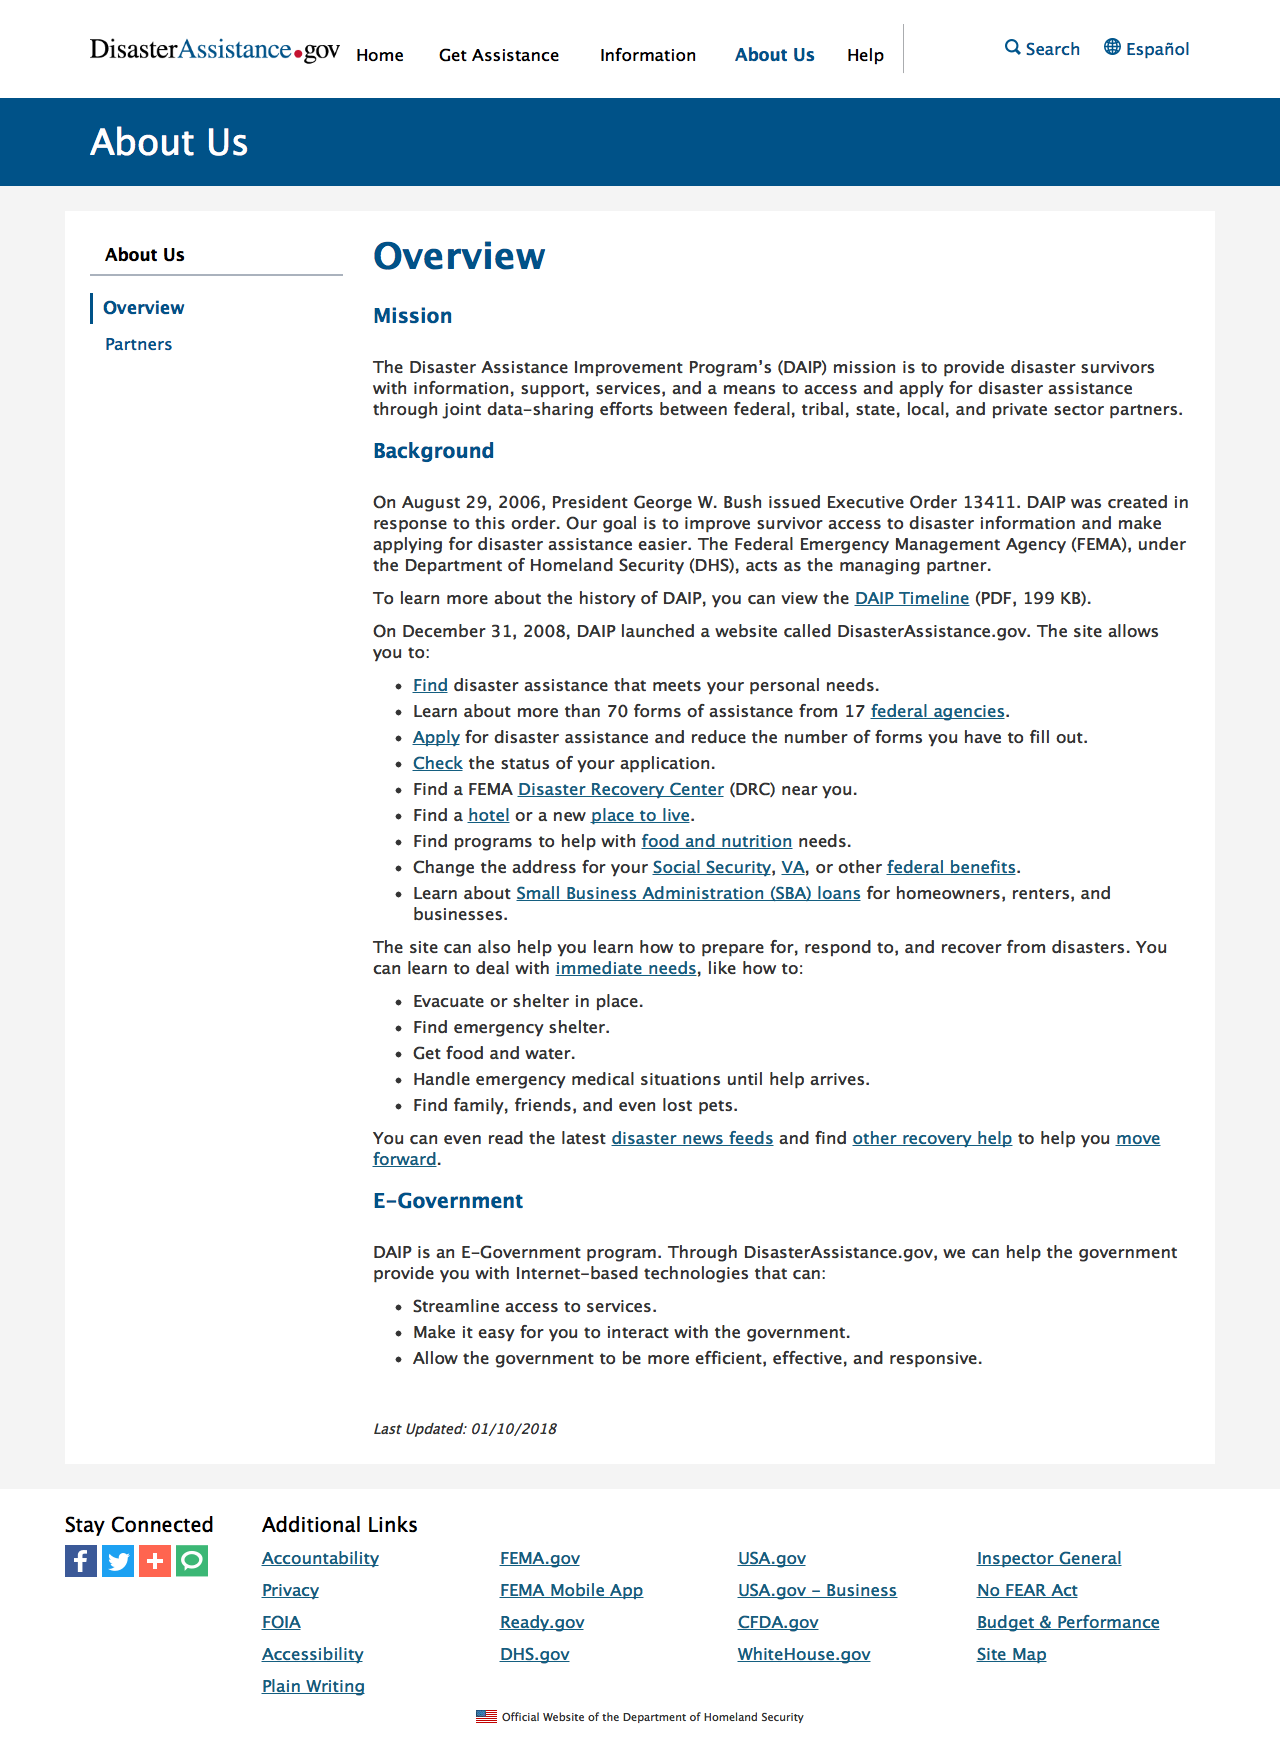 DisasterAssistance.gov
Home
Get Assistance
Information
About Us
Help
Search
Español
About Us
About Us
Overview
Partners
Overview
Mission
The Disaster Assistance Improvement Program’s (DAIP) mission is to provide disaster survivors
with information, support, services, and a means to access and apply for disaster assistance
through joint data-sharing efforts between federal, tribal, state, local, and private sector partners.
Background
On August 29, 2006, President George W. Bush issued Executive Order 13411. DAIP was created in
response to this order. Our goal is to improve survivor access to disaster information and make
applying for disaster assistance easier. The Federal Emergency Management Agency (FEMA), under
the Department of Homeland Security (DHS), acts as the managing partner.
To learn more about the history of DAIP, you can view the DAIP Timeline (PDF, 199 KB).
On December 31, 2008, DAIP launched a website called DisasterAssistance.gov. The site allows
you to:
• Find disaster assistance that meets your personal needs.
• Learn about more than 70 forms of assistance from 17 federal agencies.
• Apply for disaster assistance and reduce the number of forms you have to fill out.
• Check the status of your application.
• Find a FEMA Disaster Recovery Center (DRC) near you.
• Find a hotel or a new place to live.
• Find programs to help with food and nutrition needs.
• Change the address for your Social Security, VA, or other federal benefits.
• Learn about Small Business Administration (SBA) loans for homeowners, renters, and
businesses.
The site can also help you learn how to prepare for, respond to, and recover from disasters. You
can learn to deal with immediate needs, like how to:
• Evacuate or shelter in place.
• Find emergency shelter.
• Get food and water.
• Handle emergency medical situations until help arrives.
• Find family, friends, and even lost pets.
You can even read the latest disaster news feeds and find other recovery help to help you move
forward.
E-Government
DAIP is an E-Government program. Through DisasterAssistance.gov, we can help the government
provide you with Internet-based technologies that can:
• Streamline access to services.
• Make it easy for you to interact with the government.
• Allow the government to be more efficient, effective, and responsive.
Last Updated: 01/10/2018
Stay Connected
Additional Links
Accountability
Privacy
FOIA
Accessibility
Plain Writing
FEMA.gov
FEMA Mobile App
Ready.gov
DHS.gov
USA.gov
USA.gov - Business
CFDA.gov
WhiteHouse.gov
Inspector General
No FEAR Act
Budget & Performance
Site Map
Official Website of the Department of Homeland Security